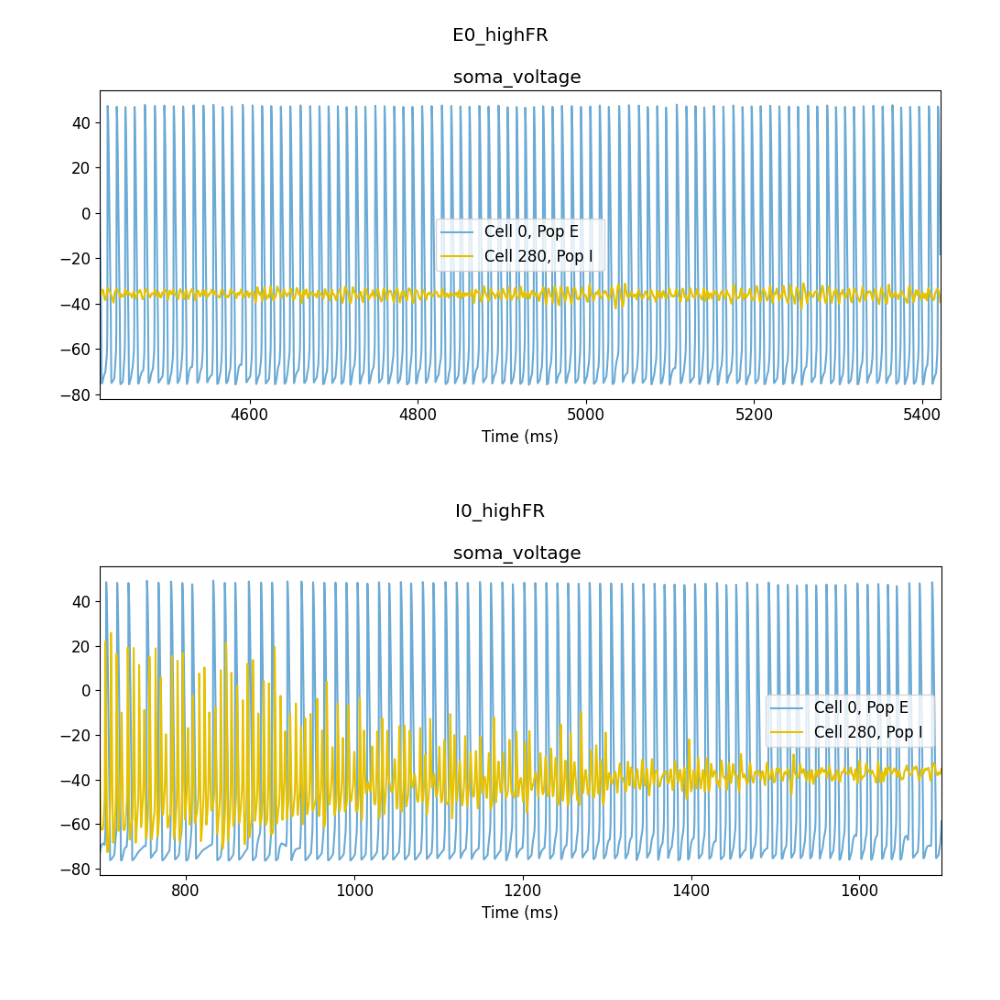 E0_highFR
soma_voltage
40
20
0
−20
−40
−60
−80
Cell 0, Pop E
Cell 280, Pop I
4600 4800 5000 5200 5400
Time (ms)
I0_highFR
soma_voltage
40
20
0
−20
−40
−60
−80
Cell 0, Pop E
Cell 280, Pop I
800 1000 1200 1400 1600
Time (ms)